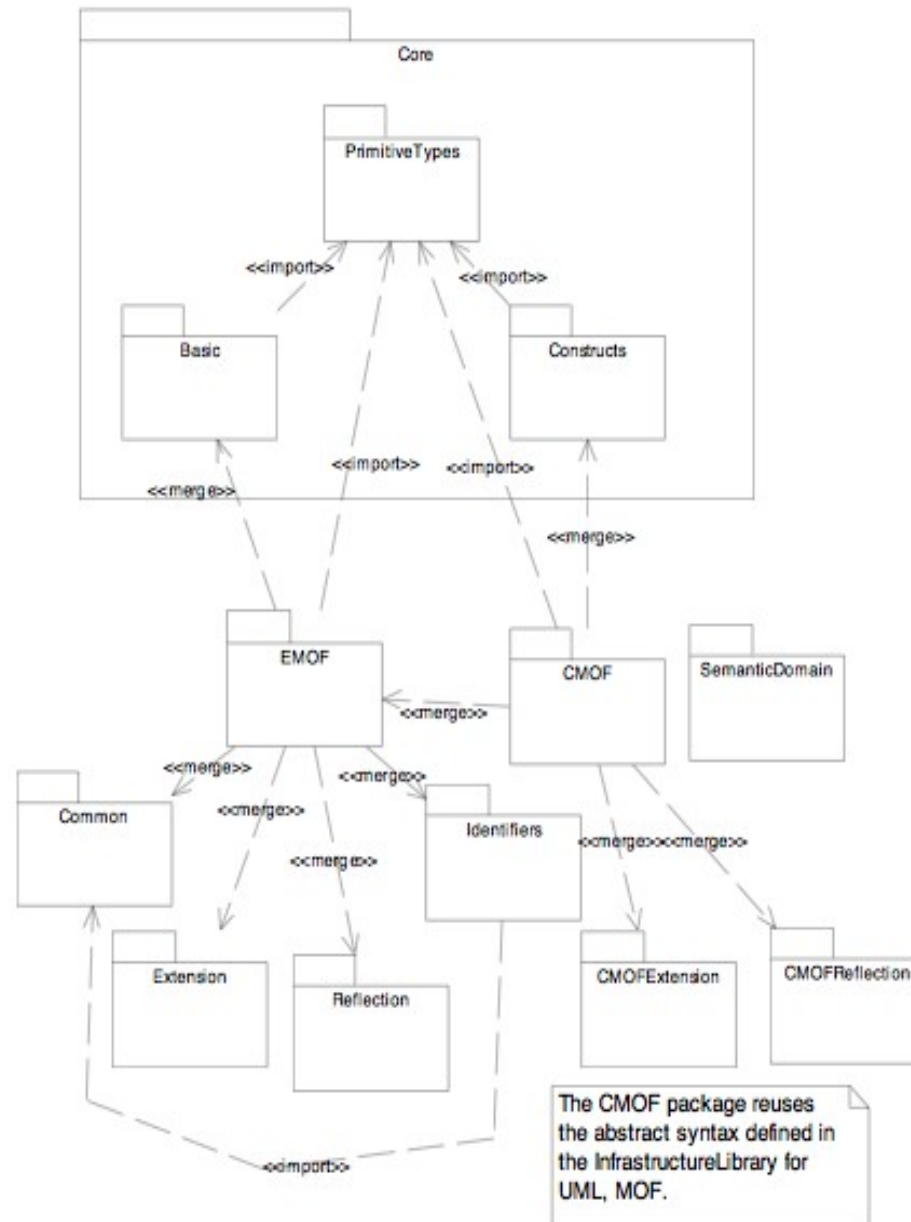 Core
PrimitiveTypes
<<import>>
<<import>>
Basic
Constructs
<<import>>
<<import>>
<<merge>>
<<merge>>
EMOF
CMOF
SemanticDomain
<<merge>>
<<merge>>
<<merge>>
Common
<<merge>>
Identifiers
<<merge>>
<<merge>>
<<merge>>
Extension
Reflection
CMOFExtension
CMOFReflection
The CMOF package reuses
the abstract syntax defined in
the InfrastructureLibrary for
UML, MOF.
<<import>>